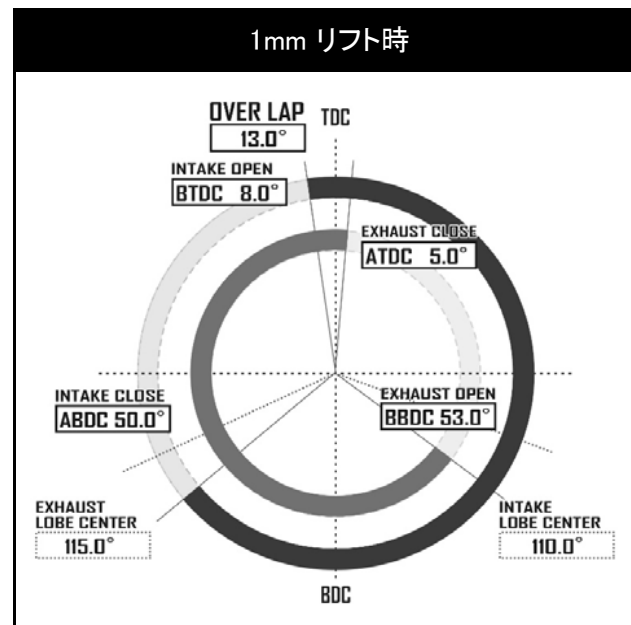 1mm リフト時
OVER LAP
13.0°
TDC
INTAKE OPEN
BTDC 8.0°
EXHAUST CLOSE
ATDC 5.0°
INTAKE CLOSE
ABDC 50.0°
EXHAUST OPEN
BBDC 53.0°
EXHAUST
LOBE CENTER
115.0°
INTAKE
LOBE CENTER
110.0°
BDC